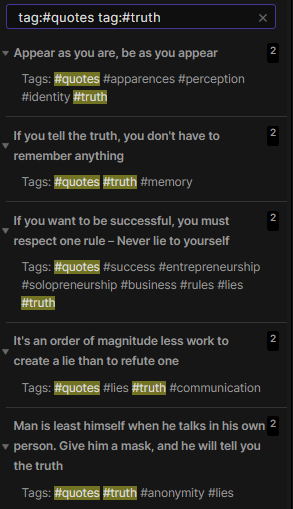 tag:#quotes tag:#truth
Appear as you are, be as you appear
2
Tags: #quotes #apparences #perception
#identity #truth
If you tell the truth, you don't have to
remember anything
2
Tags: #quotes #truth #memory
If you want to be successful, you must
respect one rule – Never lie to yourself
2
Tags: #quotes #success #entrepreneurship
#solopreneurship #business #rules #lies
#truth
It's an order of magnitude less work to
create a lie than to refute one
2
Tags: #quotes #lies #truth #communication
Man is least himself when he talks in his own
person. Give him a mask, and he will tell you
the truth
2
Tags: #quotes #truth #anonymity #lies